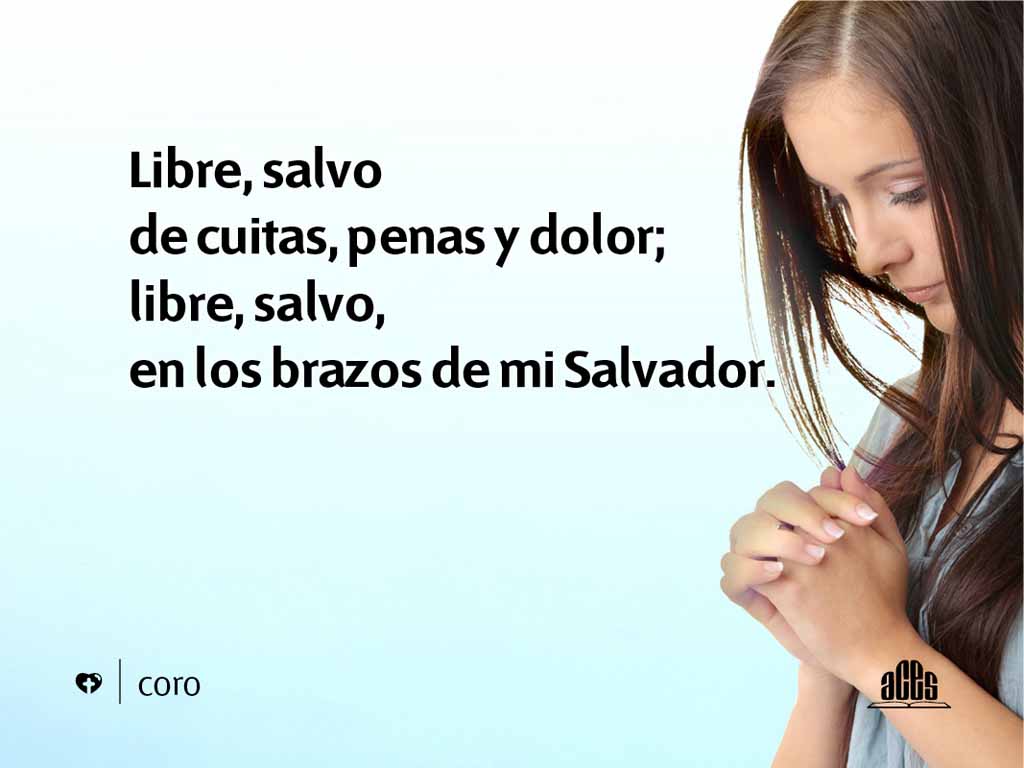 Libre, salvo
de cuitas, penas y dolor;
libre, salvo,
en los brazos de mi Salvador.
coro
aces